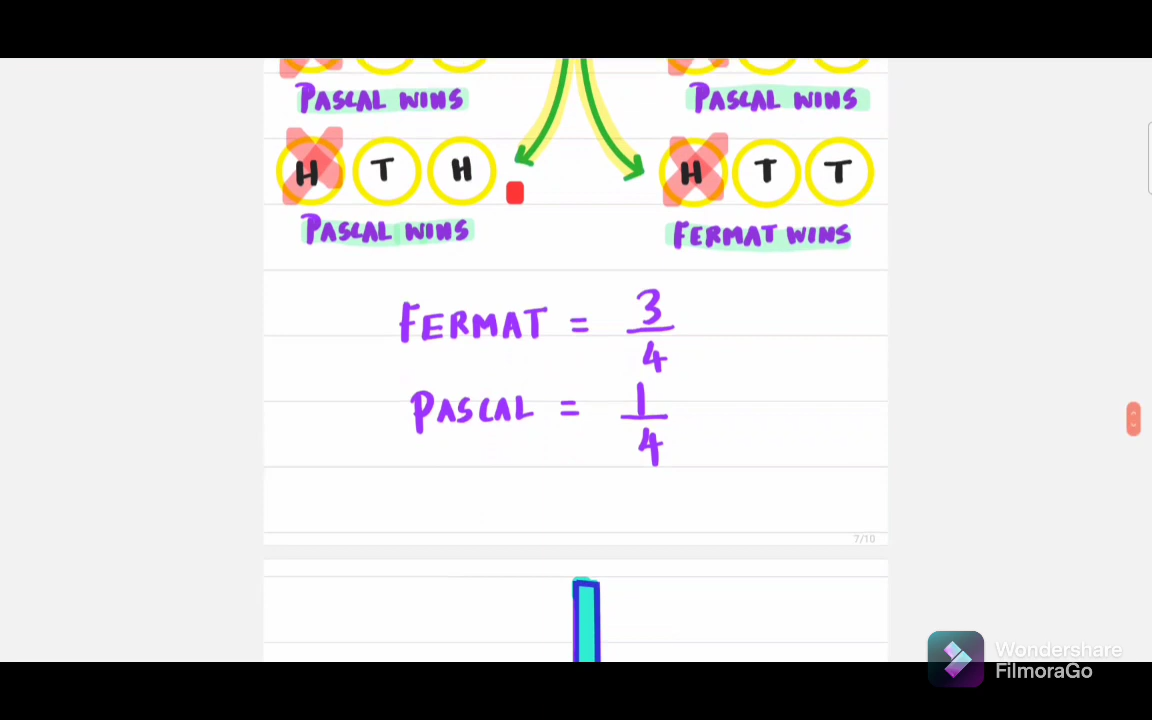 PASCAL WINS PASCAL WINS
H T H H T T
PASCAL WINS FERMAT WINS
FERMAT = 3/4
PASCAL = 1/4
7/10
Wondershare
FilmoraGo